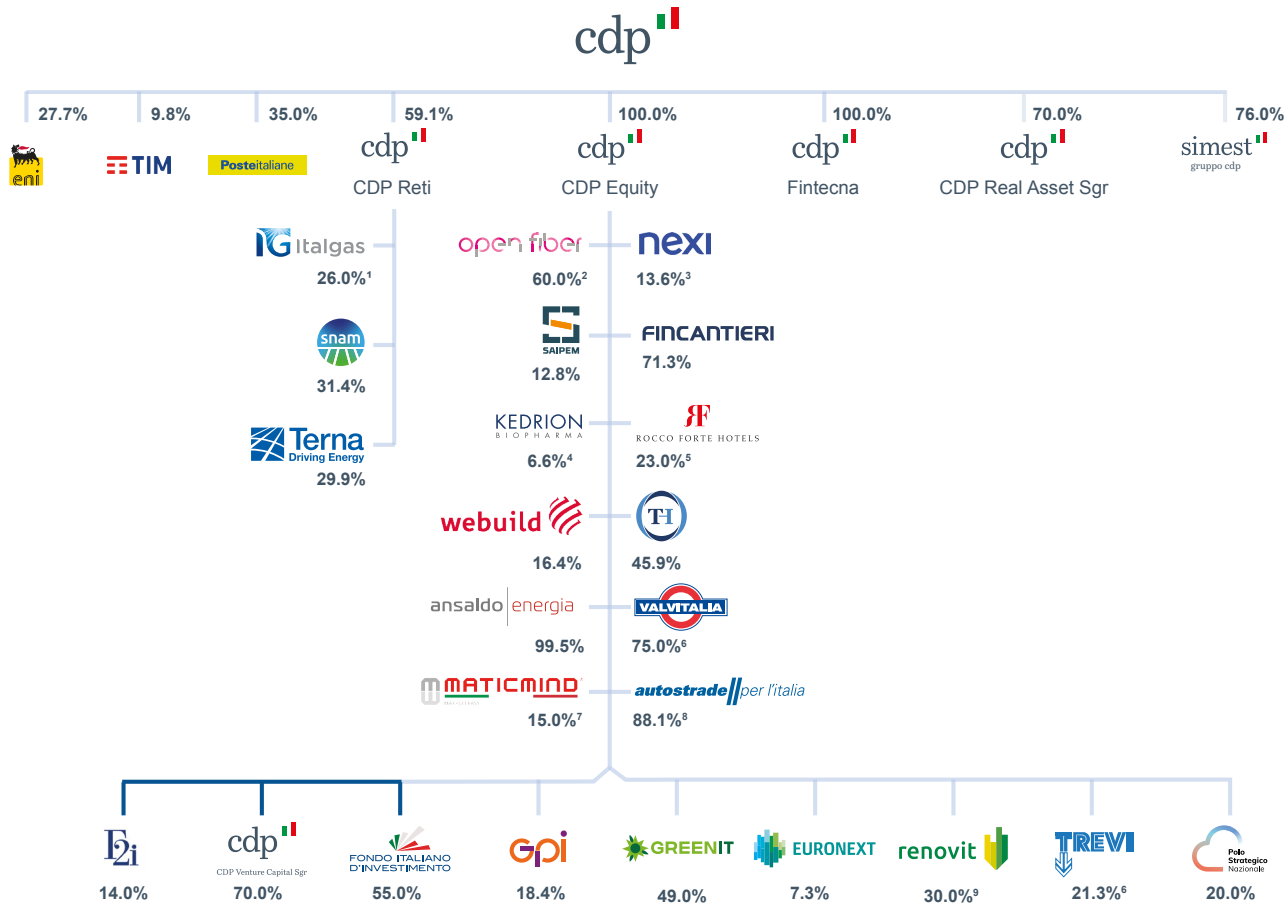 cdp
27.7% 9.8% 35.0% 59.1% 100.0% 100.0% 70.0% 76.0%
eni TIM Posteitaliane cdp cdp cdp cdp simest
gruppo cdp
CDP Reti CDP Equity Fintecna CDP Real Asset Sgr
IG Italgas open fiber nexi
26.0%¹ 60.0%² 13.6%³
snam SAIPEM FINCANTIERI
31.4% 12.8% 71.3%
KEDRION
BIOPHARMA
RF
ROCCO FORTE HOTELS
Terna
Driving Energy
29.9% 6.6%⁴ 23.0%⁵
webuild TH
16.4% 45.9%
ansaldo energia VALVITALIA
99.5% 75.0%⁶
MATICMIND autostrade per l'italia
15.0%⁷ 88.1%⁸
F2i cdp
CDP Venture Capital Sgr
FONDO ITALIANO
D'INVESTIMENTO
gpi GREENIT EURONEXT renovit TREVI
Polo
Strategico
Nazionale
14.0% 70.0% 55.0% 18.4% 49.0% 7.3% 30.0%⁹ 21.3%⁶ 20.0%